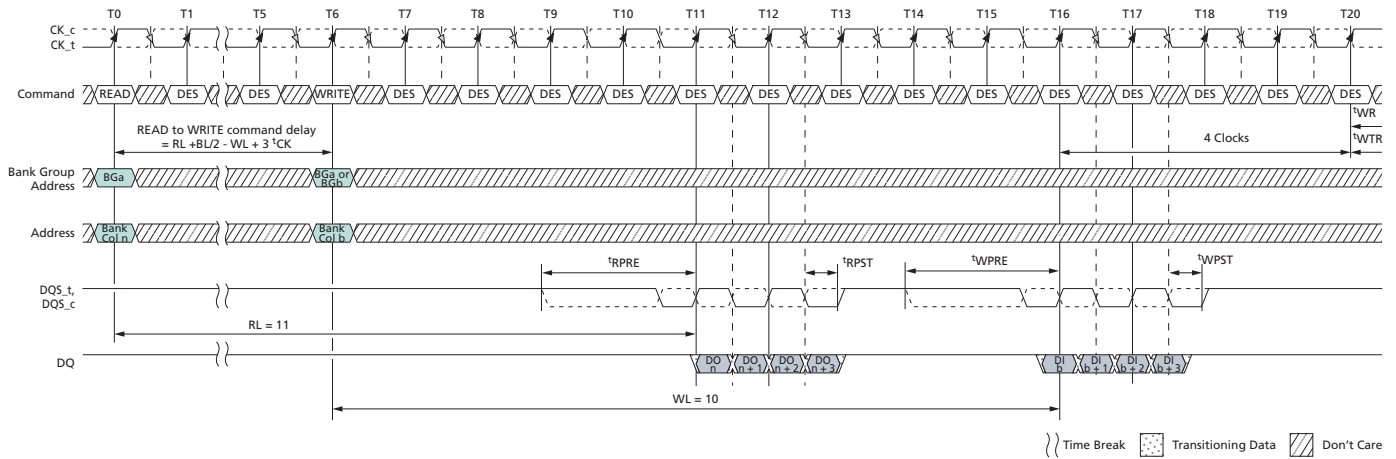 T0 T1 T5 T6 T7 T8 T9 T10 T11 T12 T13 T14 T15 T16 T17 T18 T19 T20
CK_c
CK_t
Command READ DES DES WRITE DES DES DES DES DES DES DES DES DES DES DES DES DES DES
tWR
READ to WRITE command delay
= RL +BL/2 - WL + 3 tCK
4 Clocks
tWTR
Bank Group
Address
BGa
BGa or
BGb
Address
Bank
Col n
Bank
Col b
tRPRE tRPST tWPRE tWPST
DQS_t,
DQS_c
RL = 11
DQ
DO
n
DO
n + 1
DO
n + 2
DO
n + 3
DI
b
DI
b + 1
DI
b + 2
DI
b + 3
WL = 10
Time Break Transitioning Data Don't Care